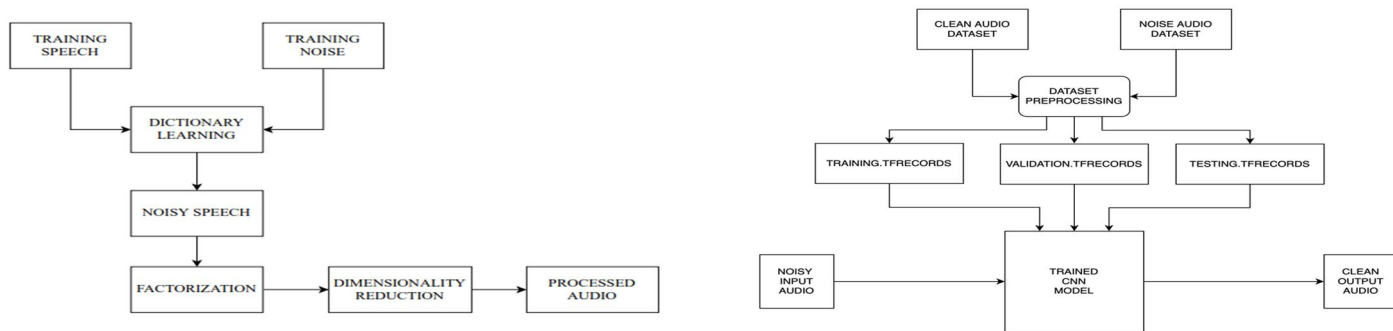 TRAINING
SPEECH
TRAINING
NOISE
DICTIONARY
LEARNING
NOISY SPEECH
FACTORIZATION
DIMENSIONALITY
REDUCTION
PROCESSED
AUDIO
CLEAN AUDIO
DATASET
NOISE AUDIO
DATASET
DATASET
PREPROCESSING
TRAINING.TFRECORDS
VALIDATION.TFRECORDS
TESTING.TFRECORDS
NOISY
INPUT
AUDIO
TRAINED
CNN
MODEL
CLEAN
OUTPUT
AUDIO